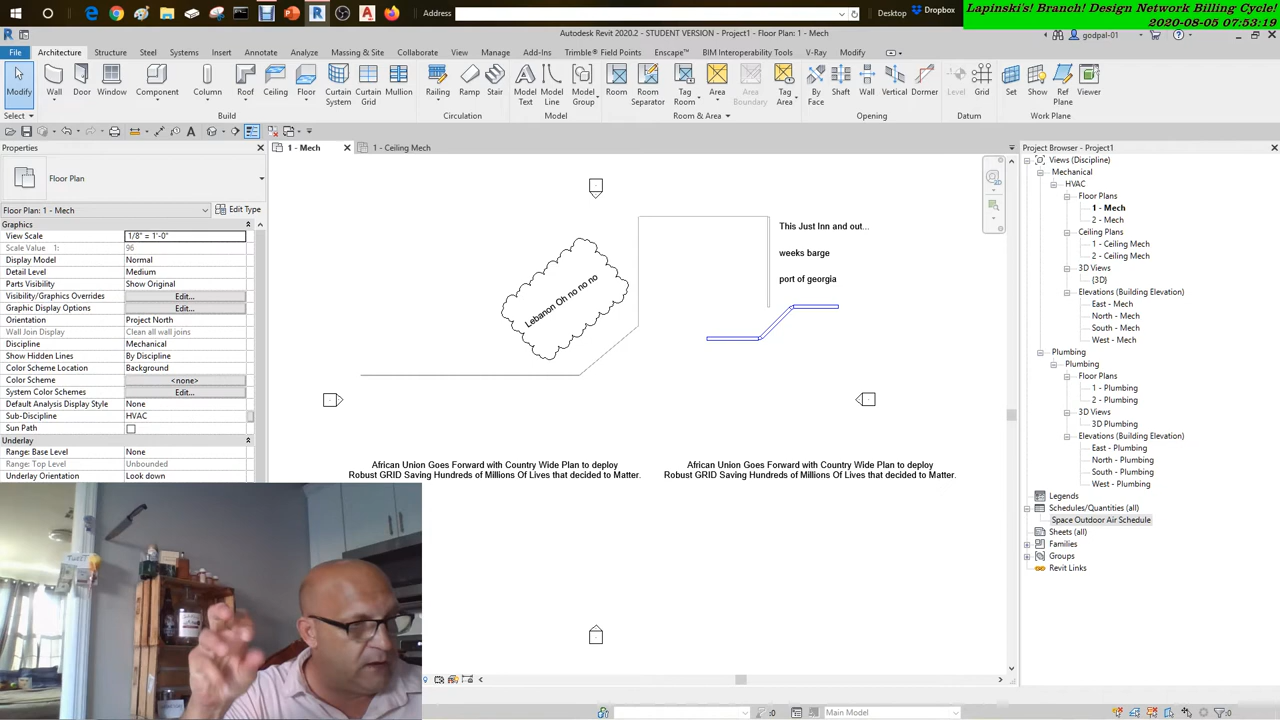 Address
Desktop
Dropbox
Lapinski's! Branch! Design Network Billing Cycle!
2020-08-05 07:53:19
Autodesk Revit 2020.2 - STUDENT VERSION - Project1 - Floor Plan: 1 - Mech
godpal-01
File Architecture Structure Steel Systems Insert Annotate Analyze Massing & Site Collaborate View Manage Add-Ins Trimble® Field Points Enscape™ BIM Interoperability Tools V-Ray Modify
Modify Wall Door Window Component Column Roof Ceiling Floor Curtain System Curtain Grid Mullion Railing Ramp Stair Model Text Model Line Model Group Room Room Separator Tag Room Area Area Boundary Tag Area By Face Shaft Wall Vertical Dormer Level Grid Set Show Ref Plane Viewer
Select Build Circulation Model Room & Area Opening Datum Work Plane
Properties
1 - Mech
1 - Ceiling Mech
Floor Plan
Floor Plan: 1 - Mech
Edit Type
Graphics
View Scale 1/8" = 1'-0"
Scale Value 1: 96
Display Model Normal
Detail Level Medium
Parts Visibility Show Original
Visibility/Graphics Overrides Edit...
Graphic Display Options Edit...
Orientation Project North
Wall Join Display Clean all wall joins
Discipline Mechanical
Show Hidden Lines By Discipline
Color Scheme Location Background
Color Scheme <none>
System Color Schemes Edit...
Default Analysis Display Style None
Sub-Discipline HVAC
Sun Path
Underlay
Range: Base Level None
Range: Top Level Unbounded
Underlay Orientation Look down
Lebanon Oh no no no
This Just Inn and out...
weeks barge
port of georgia
African Union Goes Forward with Country Wide Plan to deploy
Robust GRID Saving Hundreds of Millions Of Lives that decided to Matter.
African Union Goes Forward with Country Wide Plan to deploy
Robust GRID Saving Hundreds of Millions Of Lives that decided to Matter.
Project Browser - Project1
Views (Discipline)
Mechanical
HVAC
Floor Plans
1 - Mech
2 - Mech
Ceiling Plans
1 - Ceiling Mech
2 - Ceiling Mech
3D Views
{3D}
Elevations (Building Elevation)
East - Mech
North - Mech
South - Mech
West - Mech
Plumbing
Plumbing
Floor Plans
1 - Plumbing
2 - Plumbing
3D Views
3D Plumbing
Elevations (Building Elevation)
East - Plumbing
North - Plumbing
South - Plumbing
West - Plumbing
Legends
Schedules/Quantities (all)
Space Outdoor Air Schedule
Sheets (all)
Families
Groups
Revit Links
:0
Main Model
:0